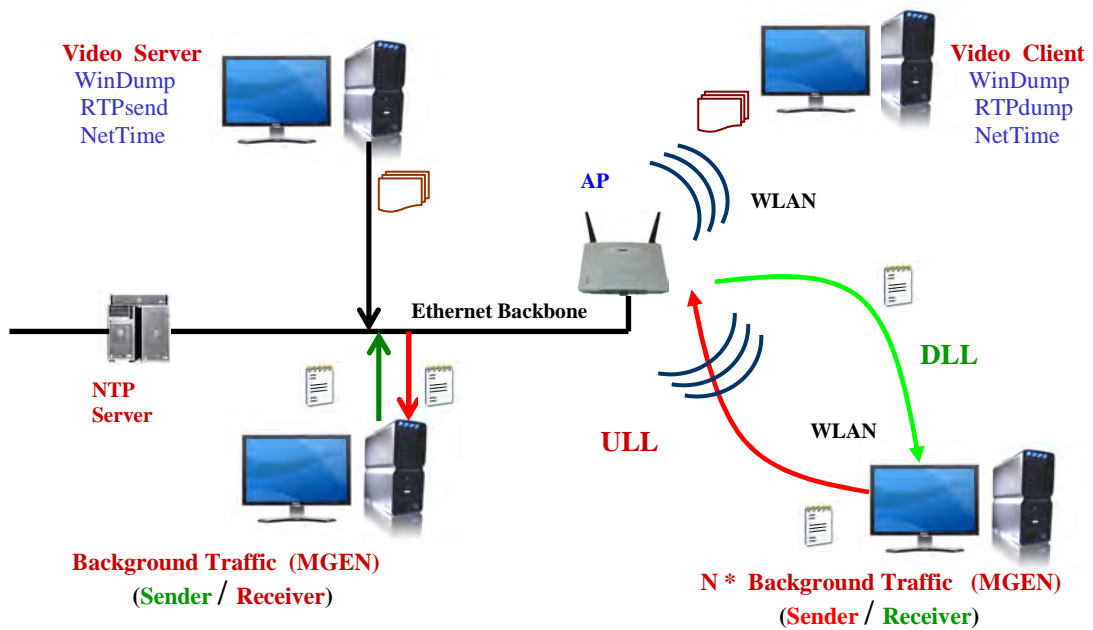 Video Server
WinDump
RTPsend
NetTime
Video Client
WinDump
RTPdump
NetTime
AP
WLAN
Ethernet Backbone
NTP
Server
DLL
ULL
WLAN
Background Traffic (MGEN)
(Sender / Receiver)
N * Background Traffic (MGEN)
(Sender / Receiver)